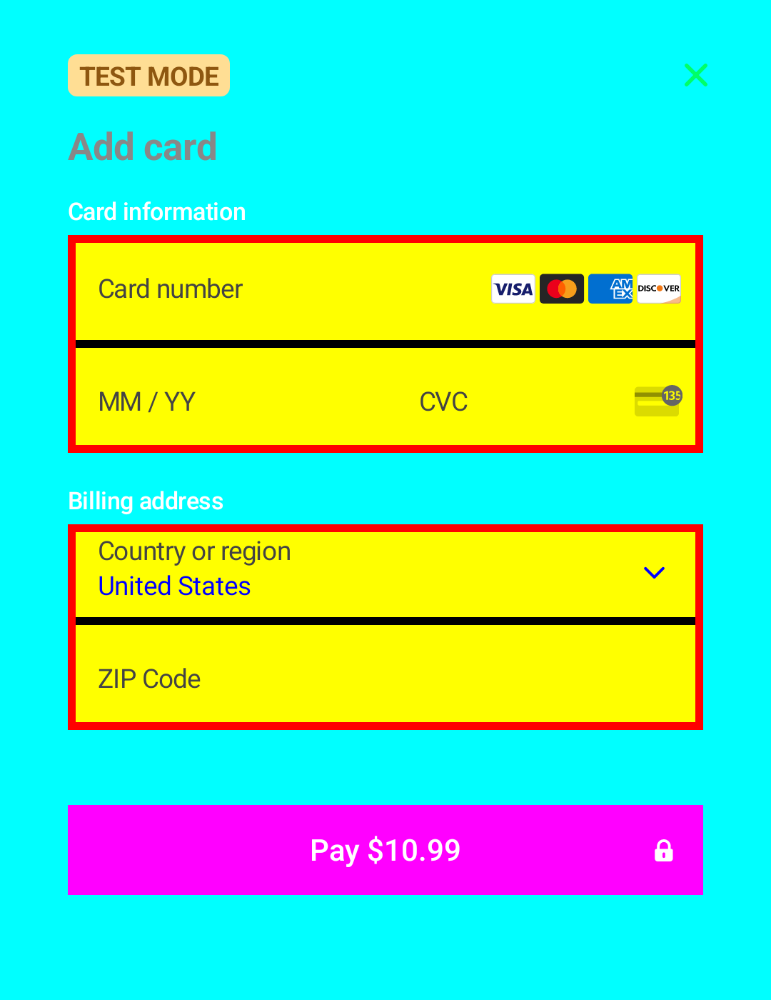 TEST MODE
Add card
Card information
Card number VISA AM EX DISCOVER
MM / YY CVC 135
Billing address
Country or region
United States
ZIP Code
Pay $10.99